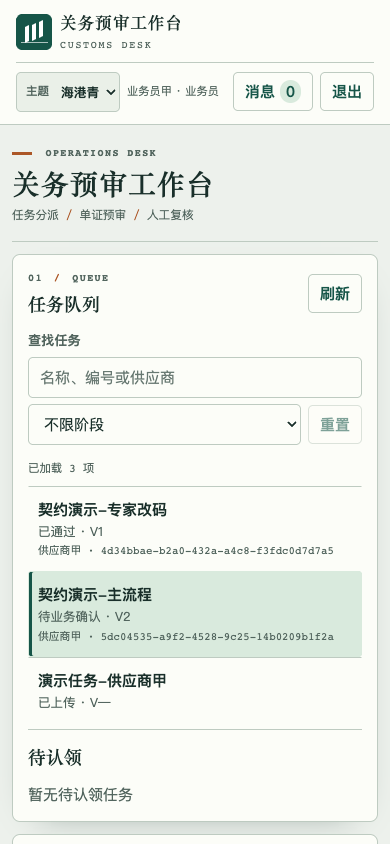 关务预审工作台
CUSTOMS DESK
主题 海港青 业务员甲 · 业务员 消息 0 退出
OPERATIONS DESK
关务预审工作台
任务分派 / 单证预审 / 人工复核
01 / QUEUE
任务队列
刷新
查找任务
名称、编号或供应商
不限阶段 重置
已加载 3 项
契约演示–专家改码
已通过 · V1
供应商甲 · 4d34bbae-b2a0-432a-a4c8-f3fdc0d7d7a5
契约演示–主流程
待业务确认 · V2
供应商甲 · 5dc04535-a9f2-4528-9c25-14b0209b1f2a
演示任务–供应商甲
已上传 · V—
待认领
暂无待认领任务